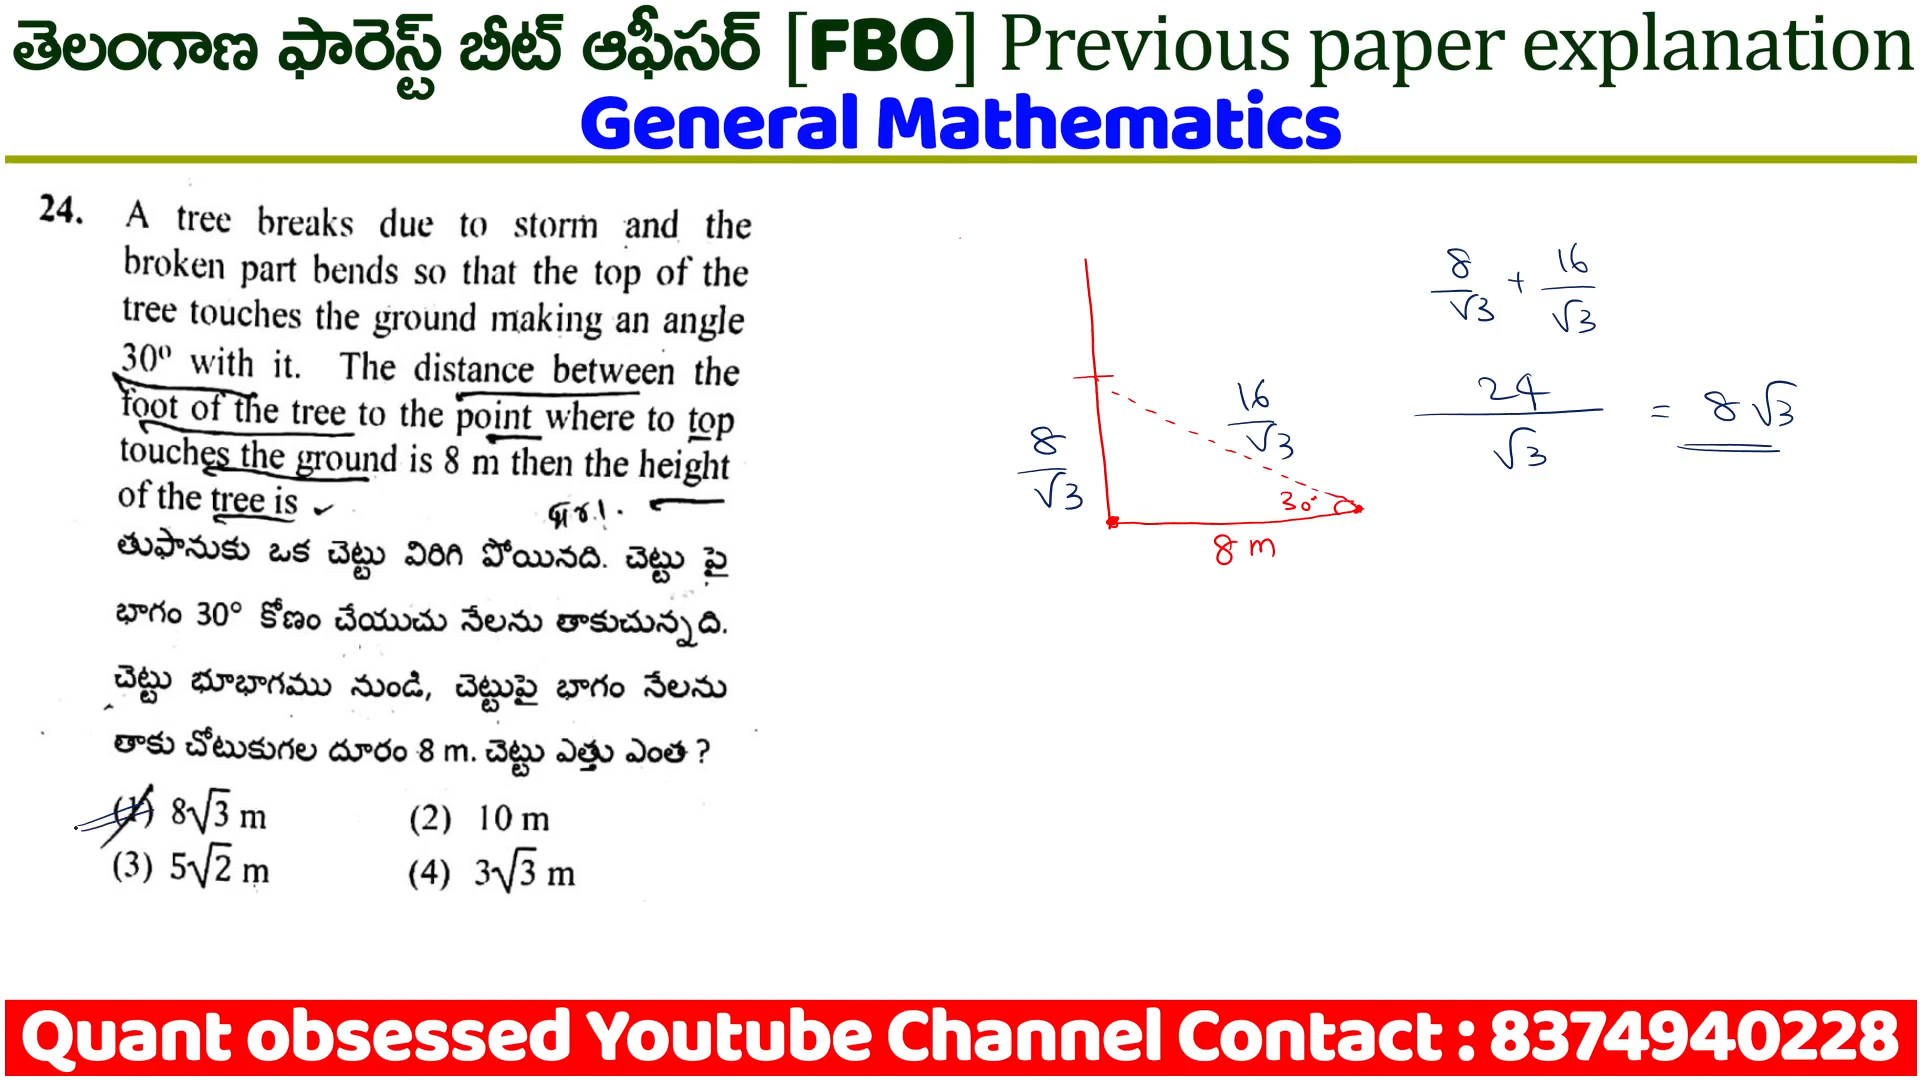 తెలంగాణ ఫారెస్ట్ బీట్ ఆఫీసర్ [FBO] Previous paper explanation
General Mathematics
24. A tree breaks due to storm and the
broken part bends so that the top of the
tree touches the ground making an angle
30° with it. The distance between the
foot of the tree to the point where to top
touches the ground is 8 m then the height
of the tree is
తుఫానుకు ఒక చెట్టు విరిగి పోయినది. చెట్టు పై
భాగం 30° కోణం చేయుచు నేలను తాకుచున్నది.
చెట్టు భూభాగము నుండి, చెట్టుపై భాగం నేలను
తాకు చోటుకుగల దూరం 8 m. చెట్టు ఎత్తు ఎంత ?
(1) 8√3 m (2) 10 m
(3) 5√2 m (4) 3√3 m
8/√3
16/√3
30°
8 m
8/√3 + 16/√3
24/√3 = 8√3
Quant obsessed Youtube Channel Contact : 8374940228